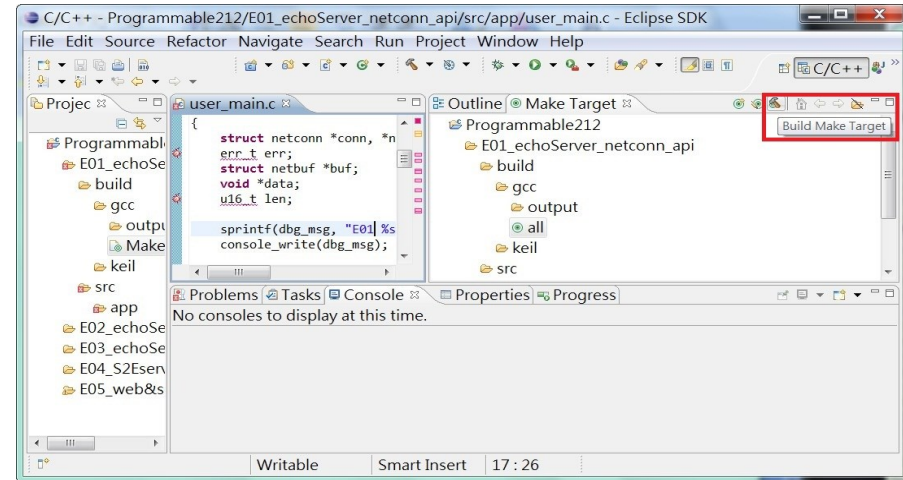 C/C++ - Programmable212/E01_echoServer_netconn_api/src/app/user_main.c - Eclipse SDK
File Edit Source Refactor Navigate Search Run Project Window Help
C/C++
Projec
Programmabl
E01_echoSe
build
gcc
outpu
Make
keil
src
app
E02_echoSe
E03_echoSe
E04_S2Eserv
E05_web&s
user_main.c
{
struct netconn *conn, *n
err_t err;
struct netbuf *buf;
void *data;
u16_t len;
sprintf(dbg_msg, "E01 %s
console_write(dbg_msg);
Outline Make Target
Build Make Target
Programmable212
E01_echoServer_netconn_api
build
gcc
output
all
keil
src
Problems Tasks Console Properties Progress
No consoles to display at this time.
Writable Smart Insert 17 : 26